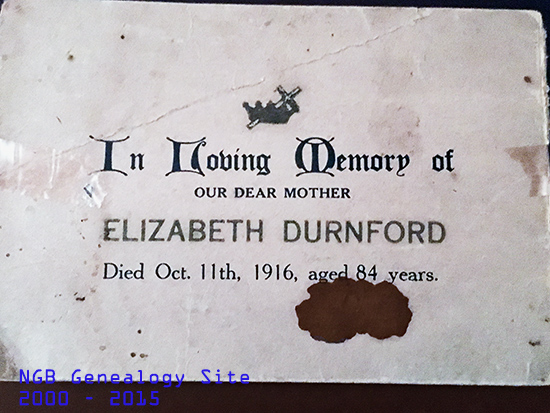 In Loving Memory of
OUR DEAR MOTHER
ELIZABETH DURNFORD
Died Oct. 11th, 1916, aged 84 years.
NGB Genealogy Site
2000 - 2015